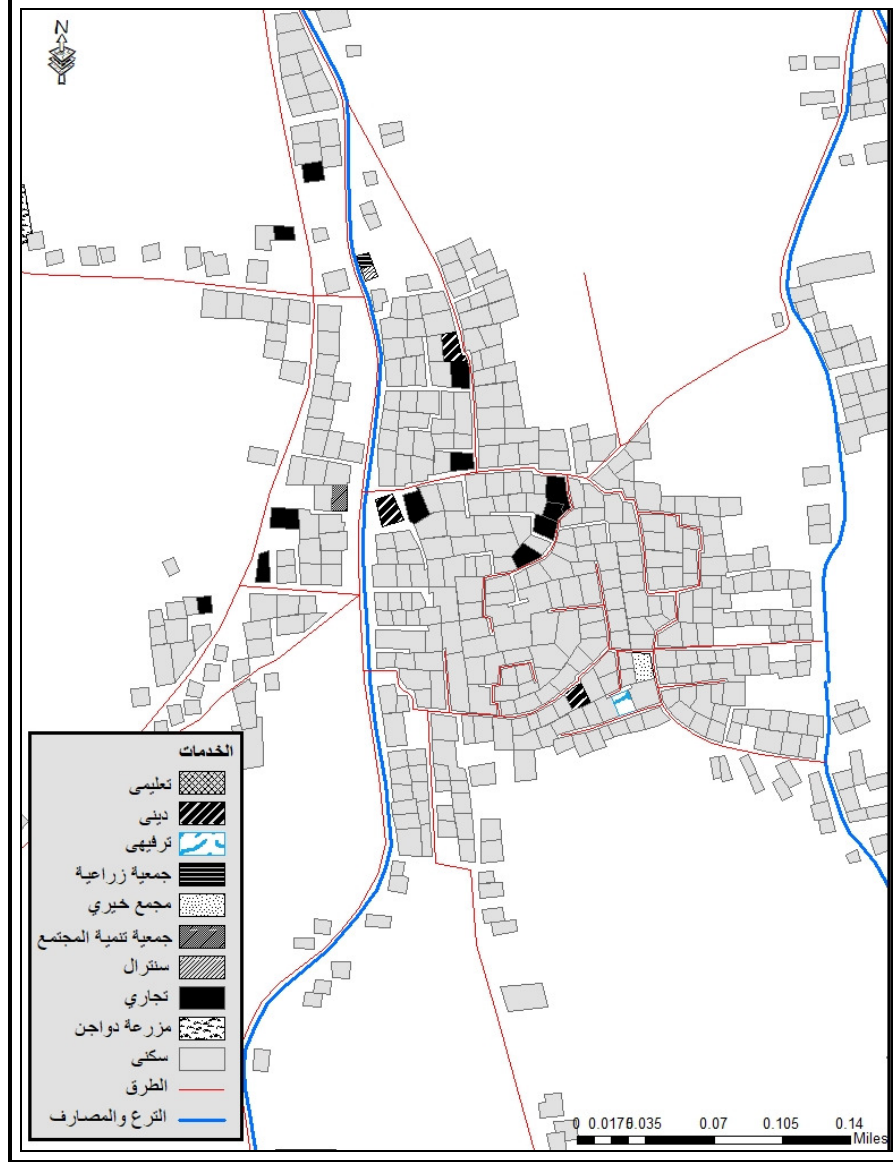 N
الخدمات
تعليمى
دينى
ترفيهى
جمعية زراعية
مجمع خيري
جمعية تنمية المجتمع
سنترال
تجاري
مزرعة دواجن
سكنى
الطرق
الترع والمصارف
0 0.0175 0.035 0.07 0.105 0.14
Miles